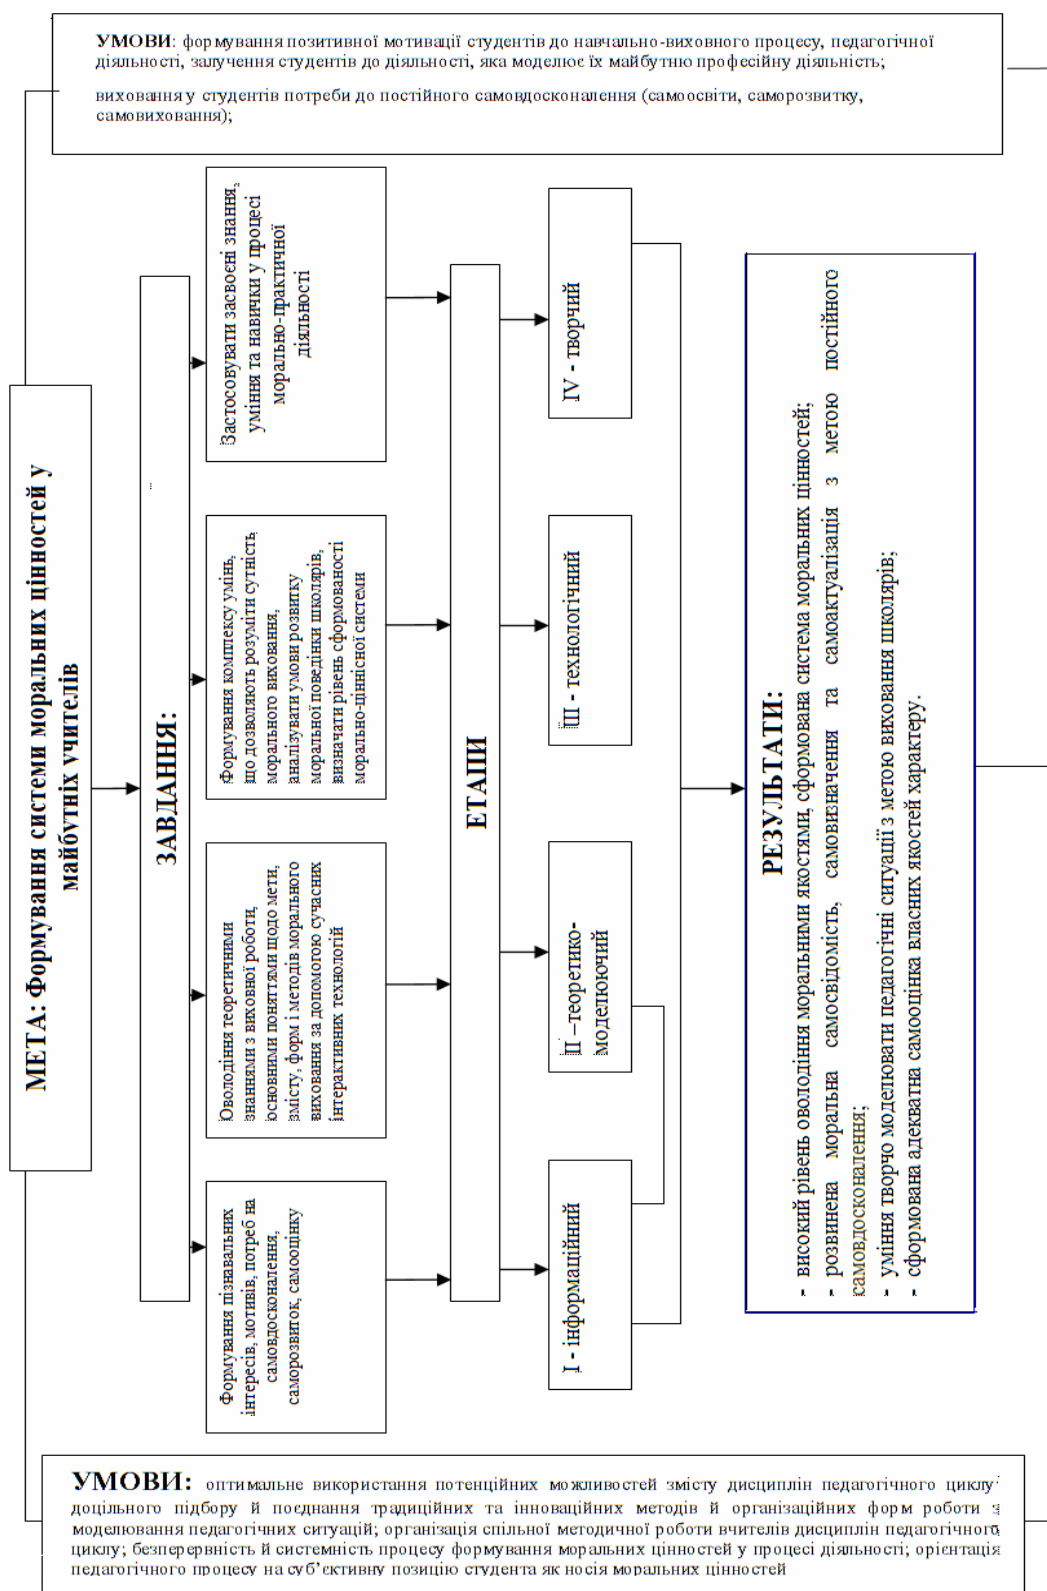 УМОВИ: формування позитивної мотивації студентів до навчально-виховного процесу, педагогічної
діяльності, залучення студентів до діяльності, яка моделює їх майбутню професійну діяльність;
виховання у студентів потреби до постійного самовдосконалення (самоосвіти, саморозвитку,
самовиховання);
МЕТА: Формування системи моральних цінностей у
майбутніх учителів
ЗАВДАННЯ:
Формування пізнавальних
інтересів, мотивів, потреб на
самовдосконалення,
саморозвиток, самооцінку
Оволодіння теоретичними
знаннями з виховної роботи,
основними поняттями щодо мети,
змісту, форм і методів морального
виховання за допомогою сучасних
інтерактивних технологій
Формування комплексу умінь,
що дозволяють розуміти сутність
морального виховання,
аналізувати умови розвитку
моральної поведінки школярів,
визначати рівень сформованості
морально-ціннісної системи
Застосовувати засвоєні знання,
уміння та навички у процесі
морально-практичної
діяльності
ЕТАПИ
І - інформаційний
ІІ –теоретико-
моделюючий
ІІІ - технологічний
IV - творчий
РЕЗУЛЬТАТИ:
- високий рівень оволодіння моральними якостями, сформована система моральних цінностей;
- розвинена моральна самосвідомість, самовизначення та самоактуалізація з метою постійного
самовдосконалення;
- уміння творчо моделювати педагогічні ситуації з метою виховання школярів;
- сформована адекватна самооцінка власних якостей характеру.
УМОВИ: оптимальне використання потенційних можливостей змісту дисциплін педагогічного циклу;
доцільного підбору й поєднання традиційних та інноваційних методів й організаційних форм роботи з
моделювання педагогічних ситуацій; організація спільної методичної роботи вчителів дисциплін педагогічного
циклу; безперервність й системність процесу формування моральних цінностей у процесі діяльності; орієнтація
педагогічного процесу на суб’єктивну позицію студента як носія моральних цінностей